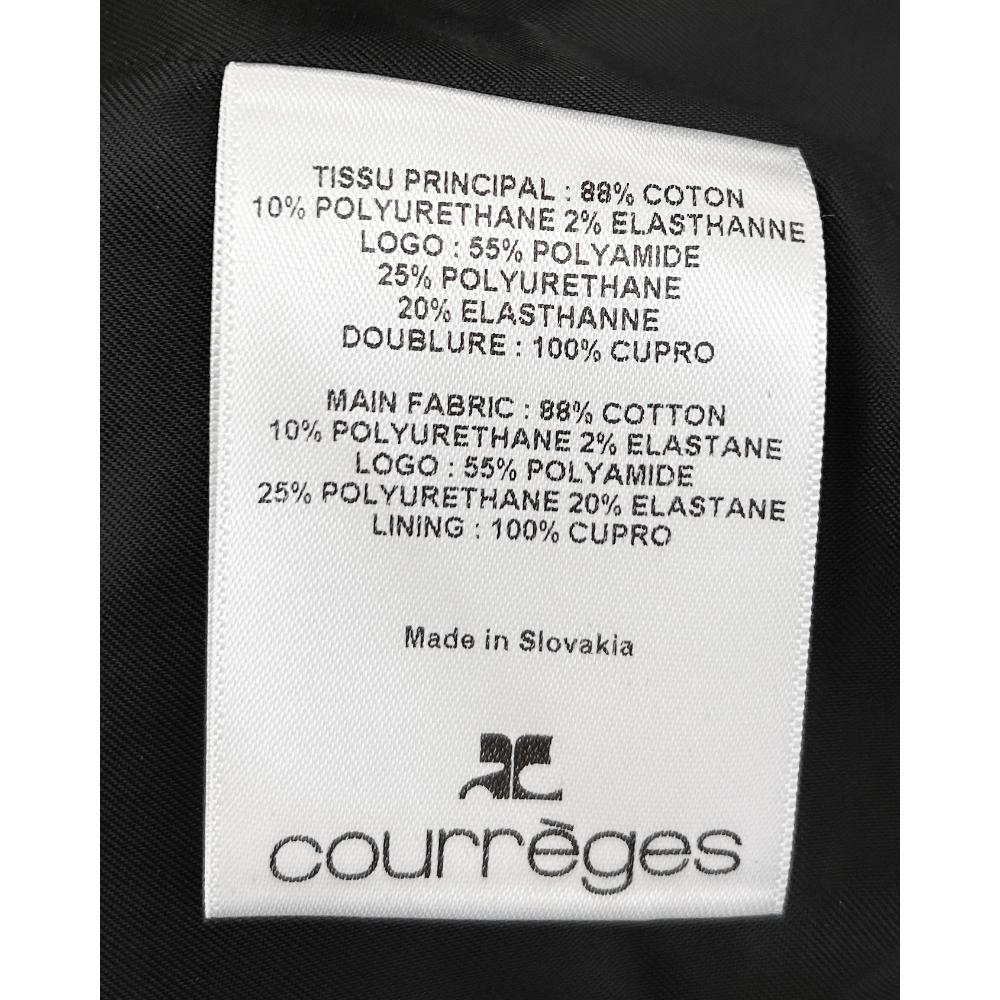 TISSU PRINCIPAL : 88% COTON
10% POLYURETHANE 2% ELASTHANNE
LOGO : 55% POLYAMIDE
25% POLYURETHANE
20% ELASTHANNE
DOUBLURE : 100% CUPRO
MAIN FABRIC : 88% COTTON
10% POLYURETHANE 2% ELASTANE
LOGO : 55% POLYAMIDE
25% POLYURETHANE 20% ELASTANE
LINING : 100% CUPRO
Made in Slovakia
courrèges